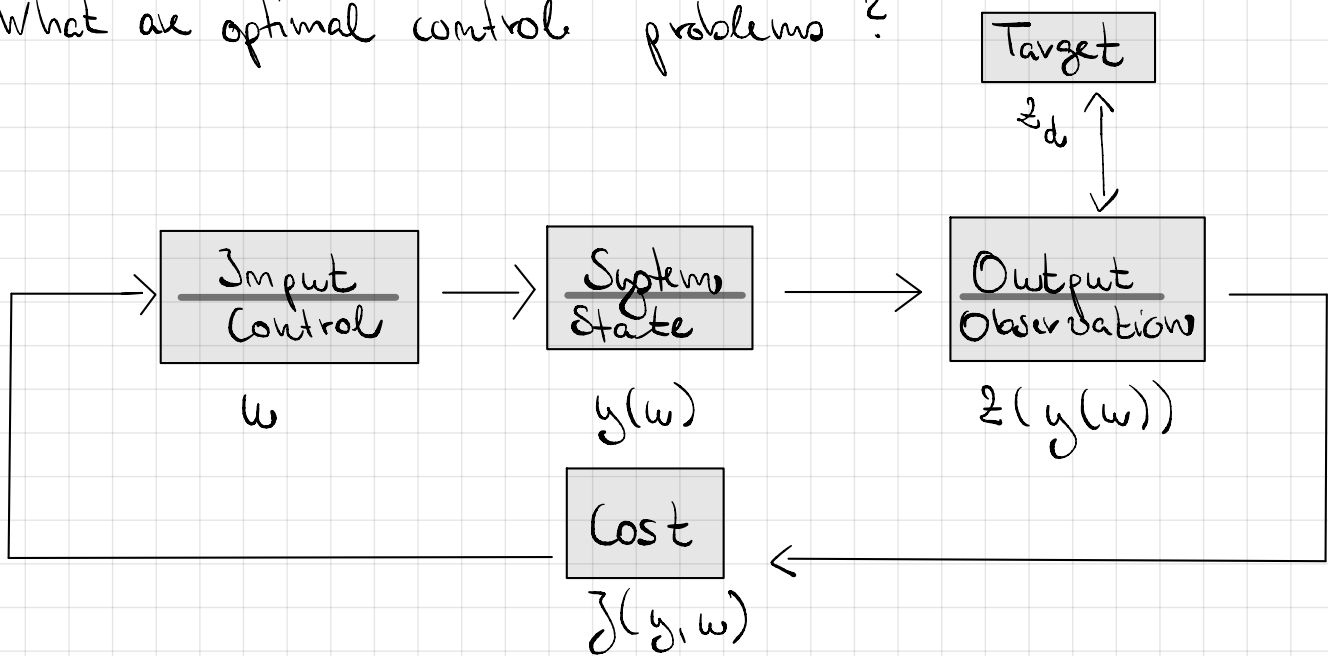 What are optimal control problems ?
Target
z_d
Input
Control
System
State
Output
Observation
u
y(u)
z(y(u))
Cost
J(y, u)